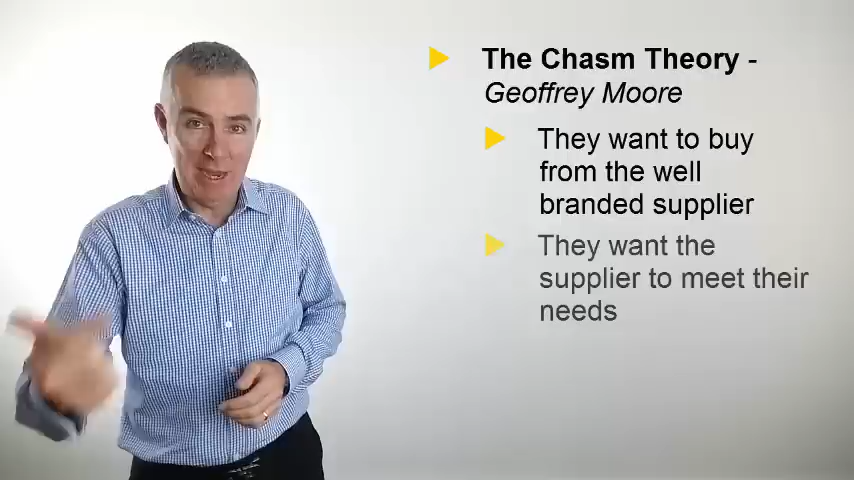 The Chasm Theory -
Geoffrey Moore
They want to buy
from the well
branded supplier
They want the
supplier to meet their
needs